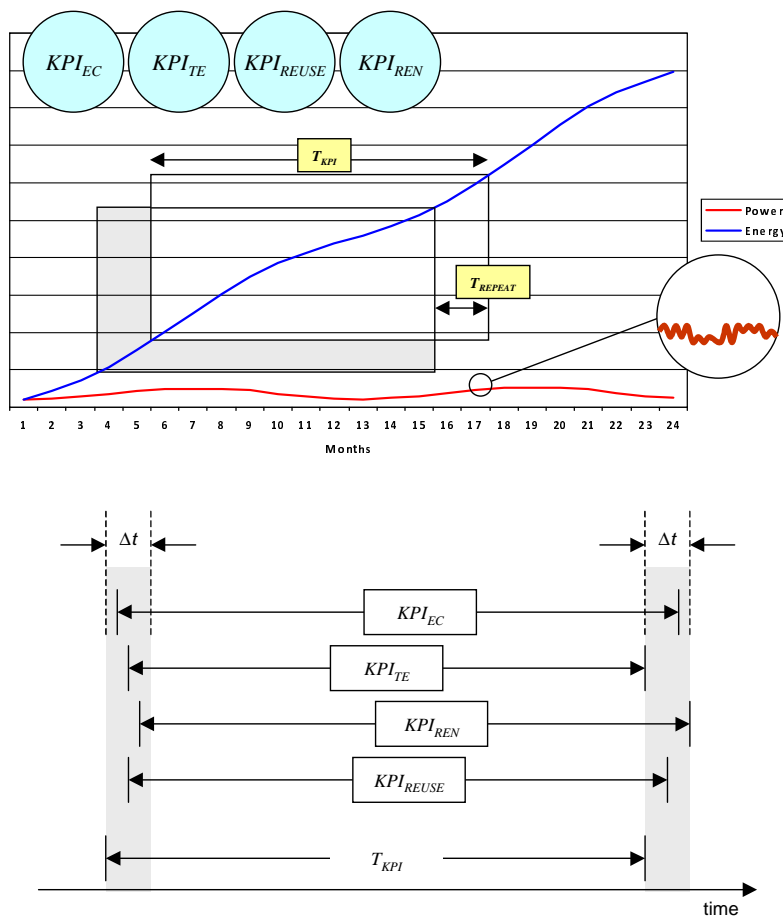 KPI_EC KPI_TE KPI_REUSE KPI_REN
T_KPI
Power
Energy
T_REPEAT
1 2 3 4 5 6 7 8 9 10 11 12 13 14 15 16 17 18 19 20 21 22 23 24
Months
Δt Δt
KPI_EC
KPI_TE
KPI_REN
KPI_REUSE
T_KPI
time